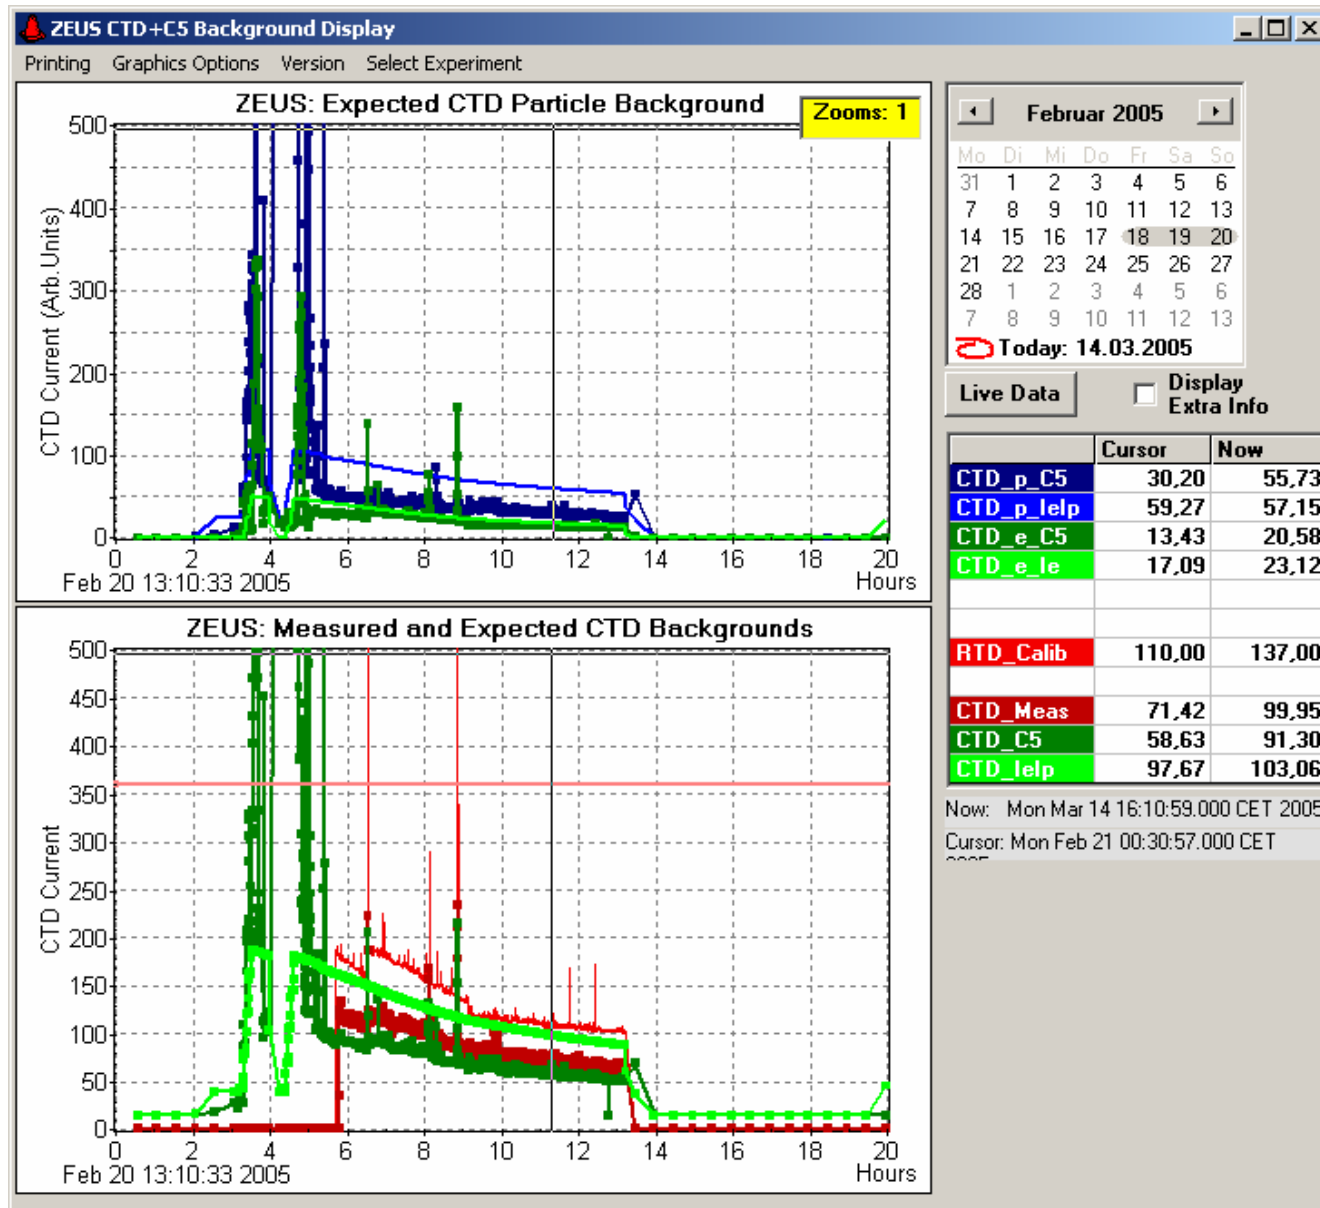 ZEUS CTD+C5 Background Display
Printing Graphics Options Version Select Experiment
ZEUS: Expected CTD Particle Background
Zooms: 1
CTD Current (Arb.Units)
500
400
300
200
100
0
0 2 4 6 8 10 12 14 16 18 20
Feb 20 13:10:33 2005
Hours
ZEUS: Measured and Expected CTD Backgrounds
CTD Current
500
450
400
350
300
250
200
150
100
50
0
0 2 4 6 8 10 12 14 16 18 20
Feb 20 13:10:33 2005
Hours
Februar 2005
Mo Di Mi Do Fr Sa So
31 1 2 3 4 5 6
7 8 9 10 11 12 13
14 15 16 17 18 19 20
21 22 23 24 25 26 27
28 1 2 3 4 5 6
7 8 9 10 11 12 13
Today: 14.03.2005
Live Data
Display
Extra Info
Cursor Now
CTD_p_C5 30,20 55,73
CTD_p_IeIp 59,27 57,15
CTD_e_C5 13,43 20,58
CTD_e_Ie 17,09 23,12
RTD_Calib 110,00 137,00
CTD_Meas 71,42 99,95
CTD_C5 58,63 91,30
CTD_IeIp 97,67 103,06
Now: Mon Mar 14 16:10:59.000 CET 2005
Cursor: Mon Feb 21 00:30:57.000 CET